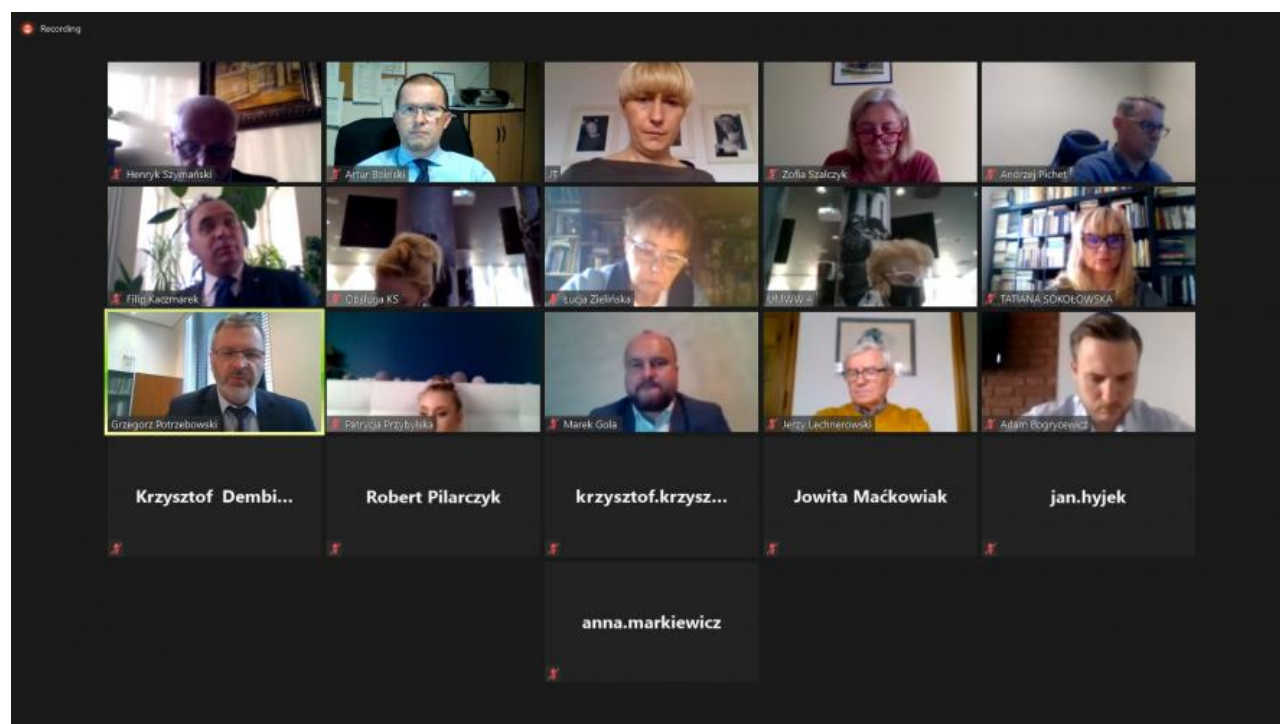 Recording
Henryk Szymański
Artur Boiński
JT
Zofia Szalczyk
Andrzej Pichet
Filip Kaczmarek
Obsługa KS
Łucja Zielińska
UMWW 4
TATIANA SOKOŁOWSKA
Grzegorz Potrzebowski
Patrycja Przybylska
Marek Gola
Jerzy Lechnerowski
Adam Bogrycewicz
Krzysztof Dembi...
Robert Pilarczyk
krzysztof.krzysz...
Jowita Maćkowiak
jan.hyjek
anna.markiewicz